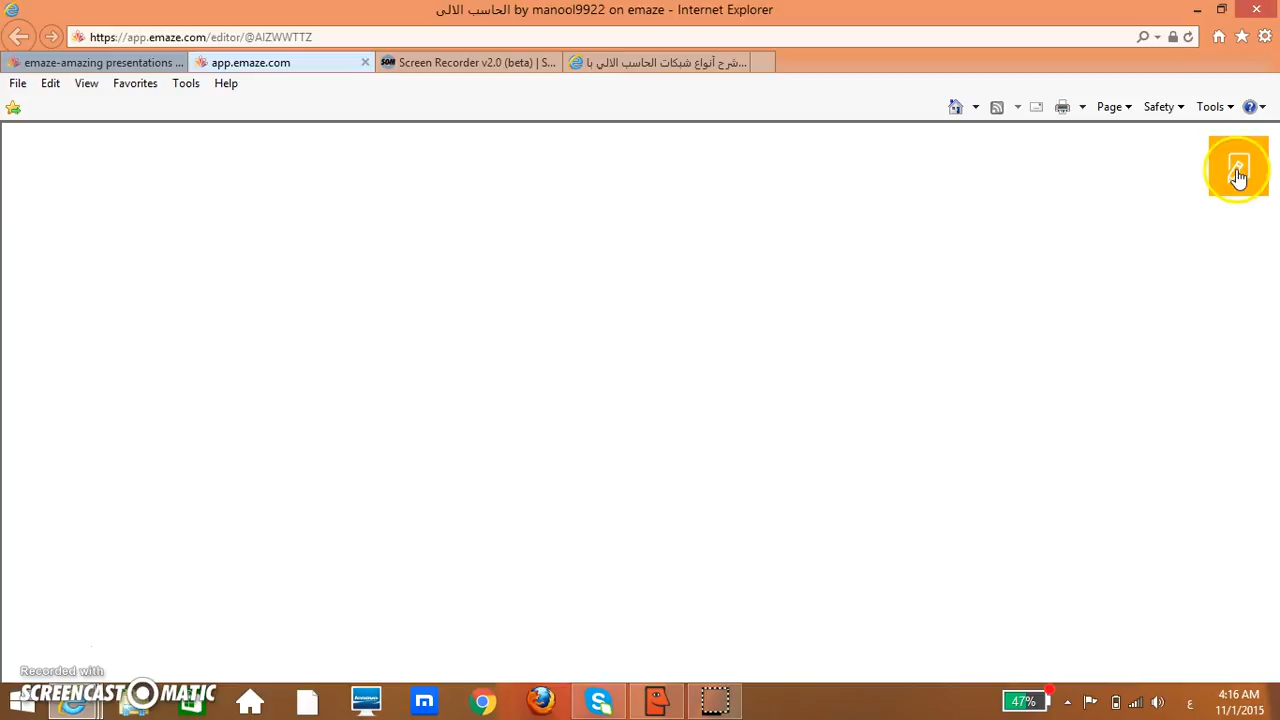 الحاسب الالى by manool9922 on emaze - Internet Explorer
https://app.emaze.com/editor/@AIZWWTTZ
emaze-amazing presentations ...
app.emaze.com
Screen Recorder v2.0 (beta) | S...
شرح أنواع شبكات الحاسب الالي با...
File Edit View Favorites Tools Help
Page Safety Tools
Recorded with
SCREENCAST MATIC
47%
ع
4:16 AM
11/1/2015